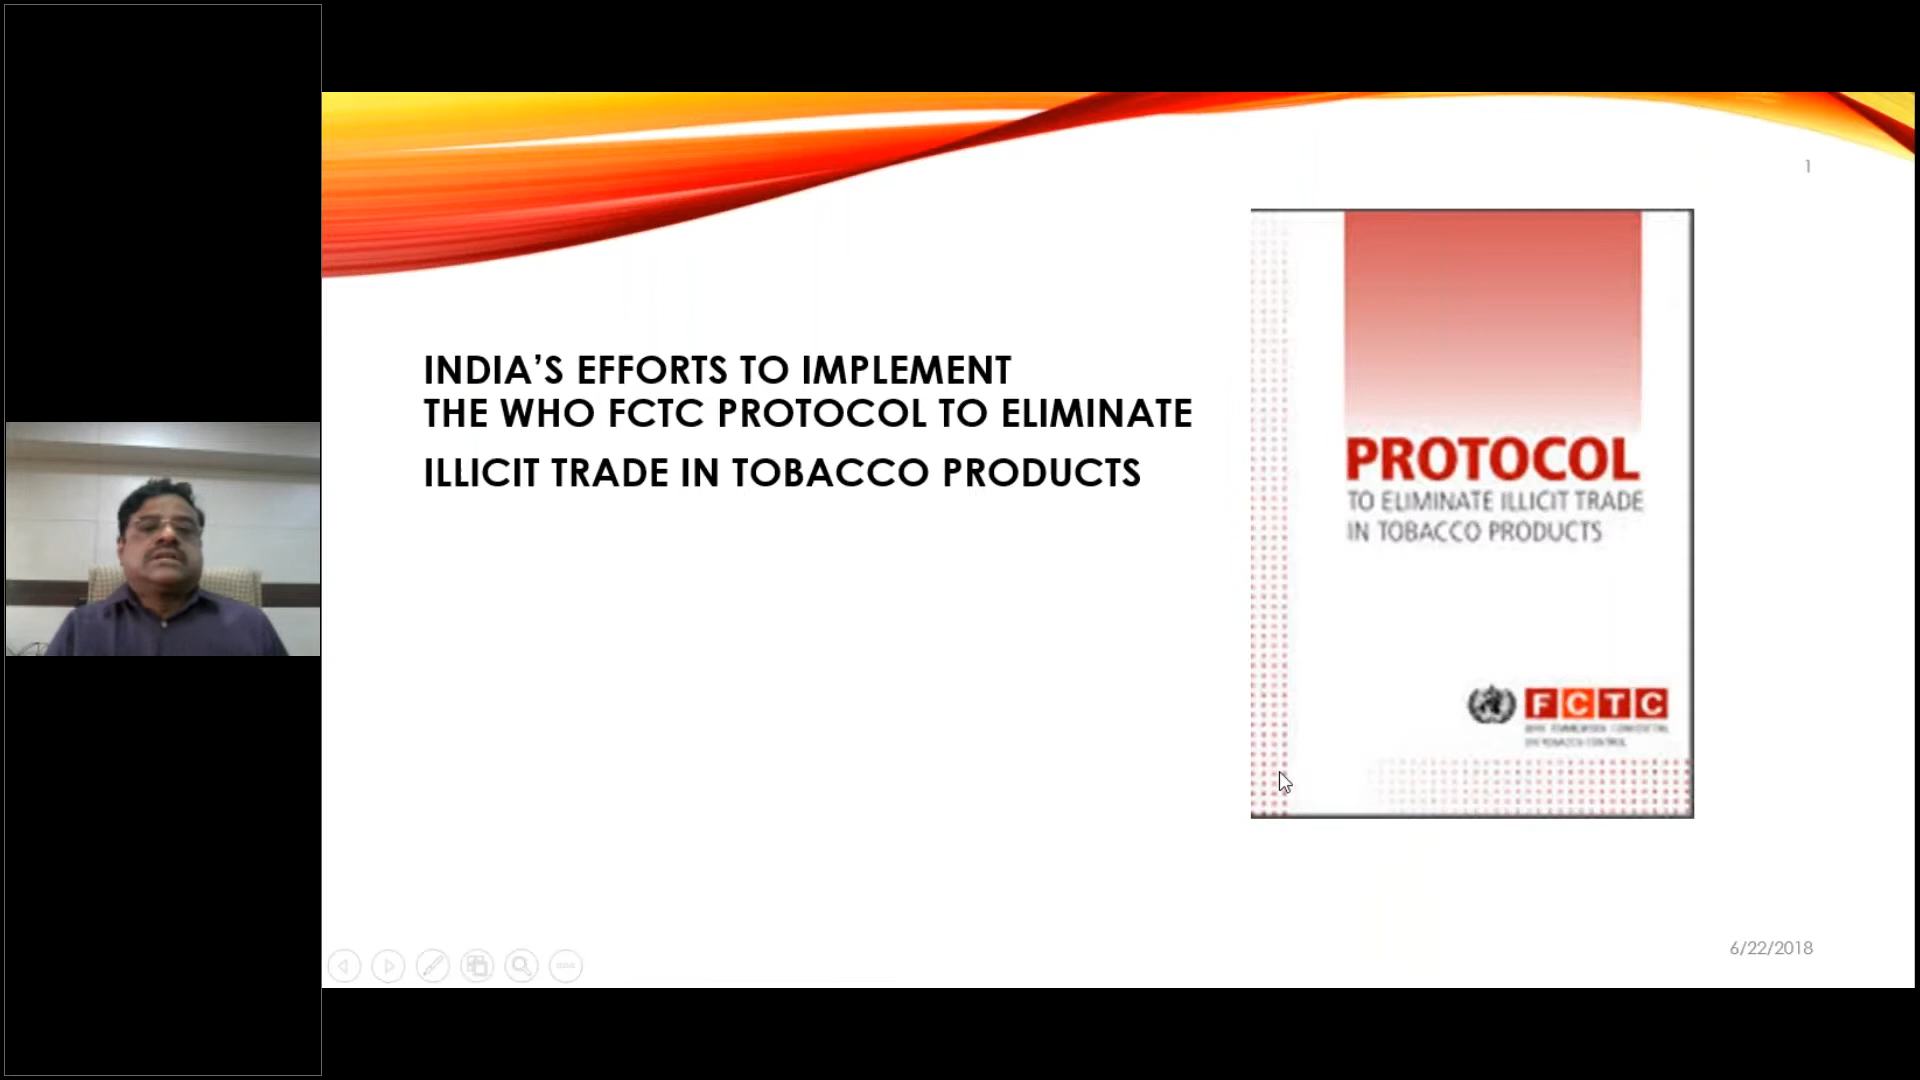 1
INDIA’S EFFORTS TO IMPLEMENT
THE WHO FCTC PROTOCOL TO ELIMINATE
ILLICIT TRADE IN TOBACCO PRODUCTS
PROTOCOL
TO ELIMINATE ILLICIT TRADE
IN TOBACCO PRODUCTS
FCTC
6/22/2018